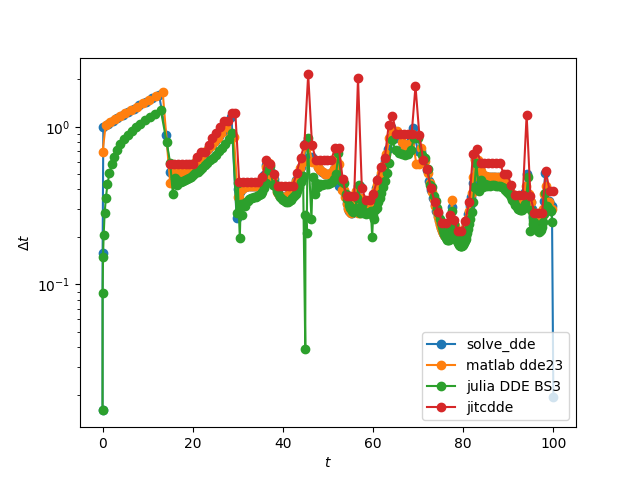 10⁰
Δt
10⁻¹
solve_dde
matlab dde23
julia DDE BS3
jitcdde
0 20 40 60 80 100
t